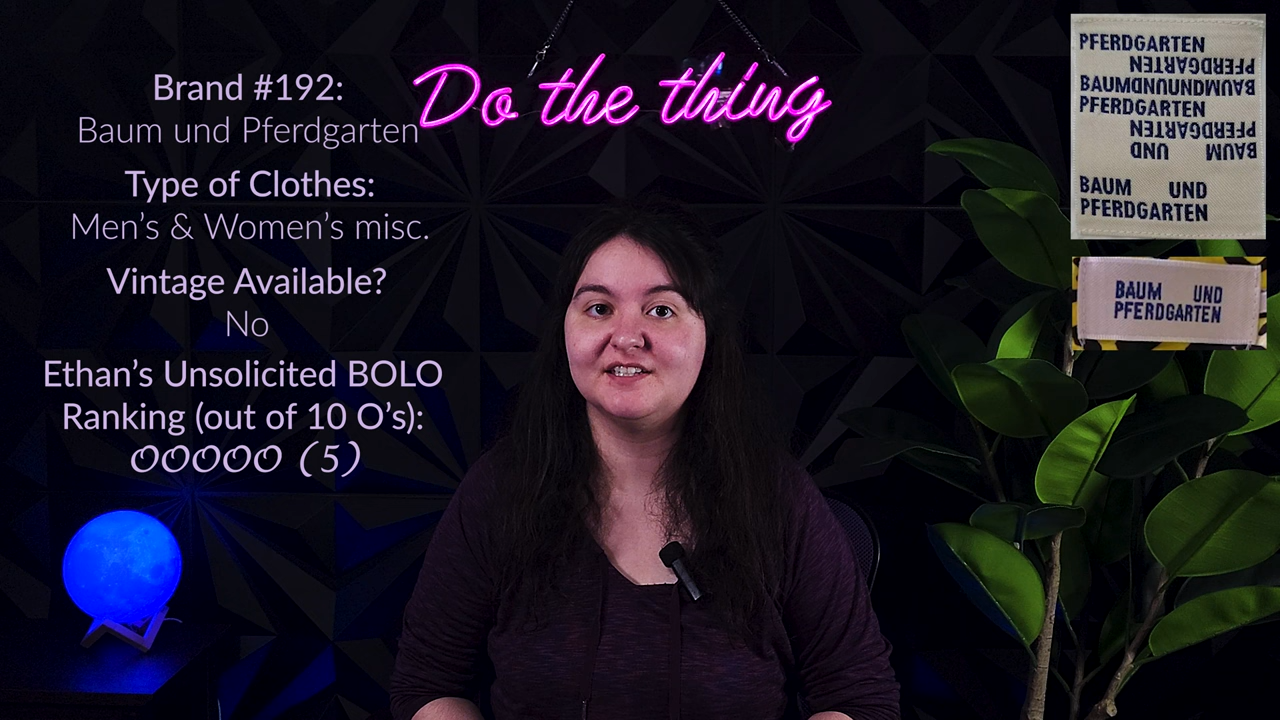 Brand #192:
Baum und Pferdgarten
Type of Clothes:
Men's & Women's misc.
Vintage Available?
No
Ethan's Unsolicited BOLO
Ranking (out of 10 O's):
OOOOO (5)
Do the thing
PFERDGARTEN
PFERDGARTEN
BAUMDNUUNDMUAB
PFERDGARTEN
PFERDGARTEN
BAUM UND
BAUM UND
PFERDGARTEN
BAUM UND
PFERDGARTEN